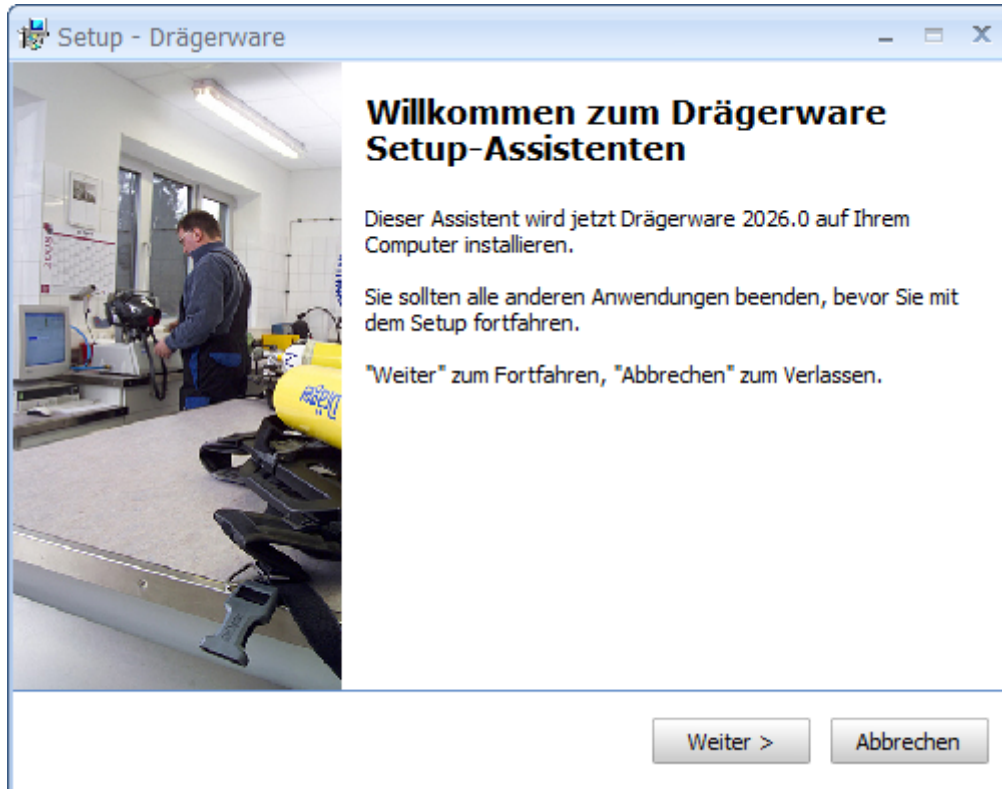 Setup - Drägerware
Willkommen zum Drägerware
Setup-Assistenten
Dieser Assistent wird jetzt Drägerware 2026.0 auf Ihrem
Computer installieren.
Sie sollten alle anderen Anwendungen beenden, bevor Sie mit
dem Setup fortfahren.
"Weiter" zum Fortfahren, "Abbrechen" zum Verlassen.
2008
Dräger
Weiter >
Abbrechen